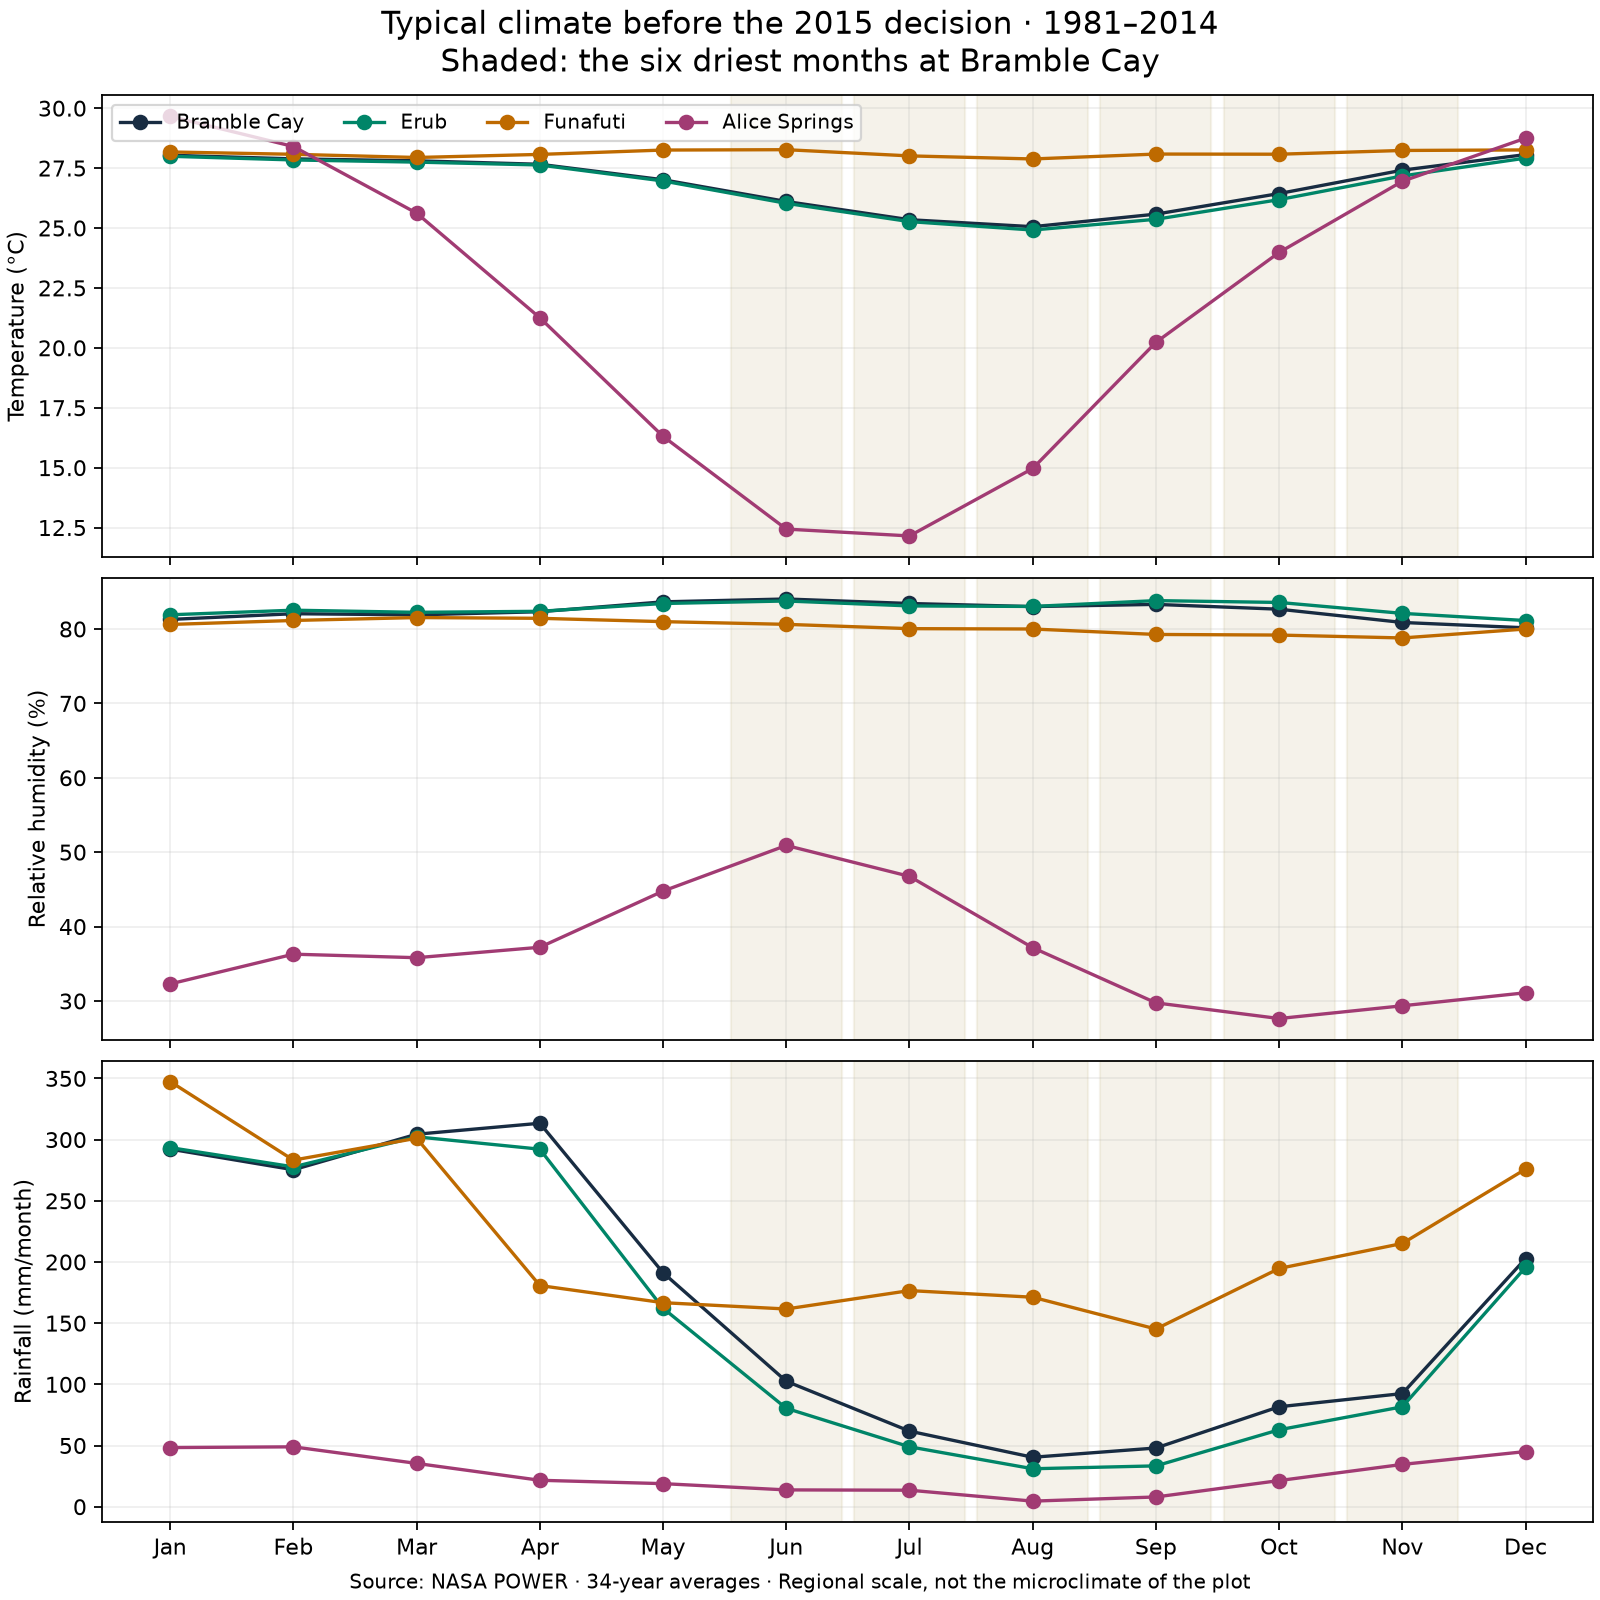 Typical climate before the 2015 decision · 1981–2014
Shaded: the six driest months at Bramble Cay
Bramble Cay Erub Funafuti Alice Springs
Temperature (°C)
30.0
27.5
25.0
22.5
20.0
17.5
15.0
12.5
Relative humidity (%)
80
70
60
50
40
30
Rainfall (mm/month)
350
300
250
200
150
100
50
0
Jan Feb Mar Apr May Jun Jul Aug Sep Oct Nov Dec
Source: NASA POWER · 34-year averages · Regional scale, not the microclimate of the plot